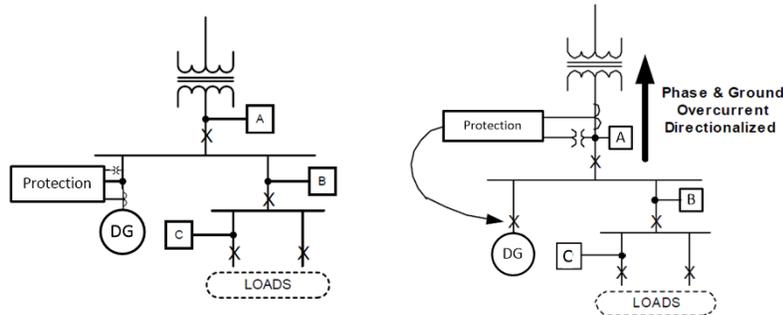 A
Protection
B
DG
C
LOADS
Phase & Ground
Overcurrent
Directionalized
Protection
A
B
DG
C
LOADS